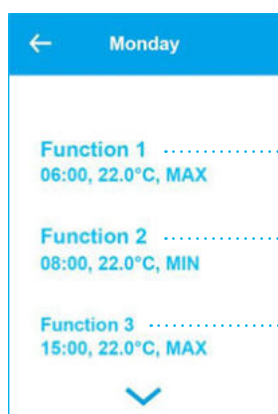 Monday
Function 1
06:00, 22.0°C, MAX
Function 2
08:00, 22.0°C, MIN
Function 3
15:00, 22.0°C, MAX